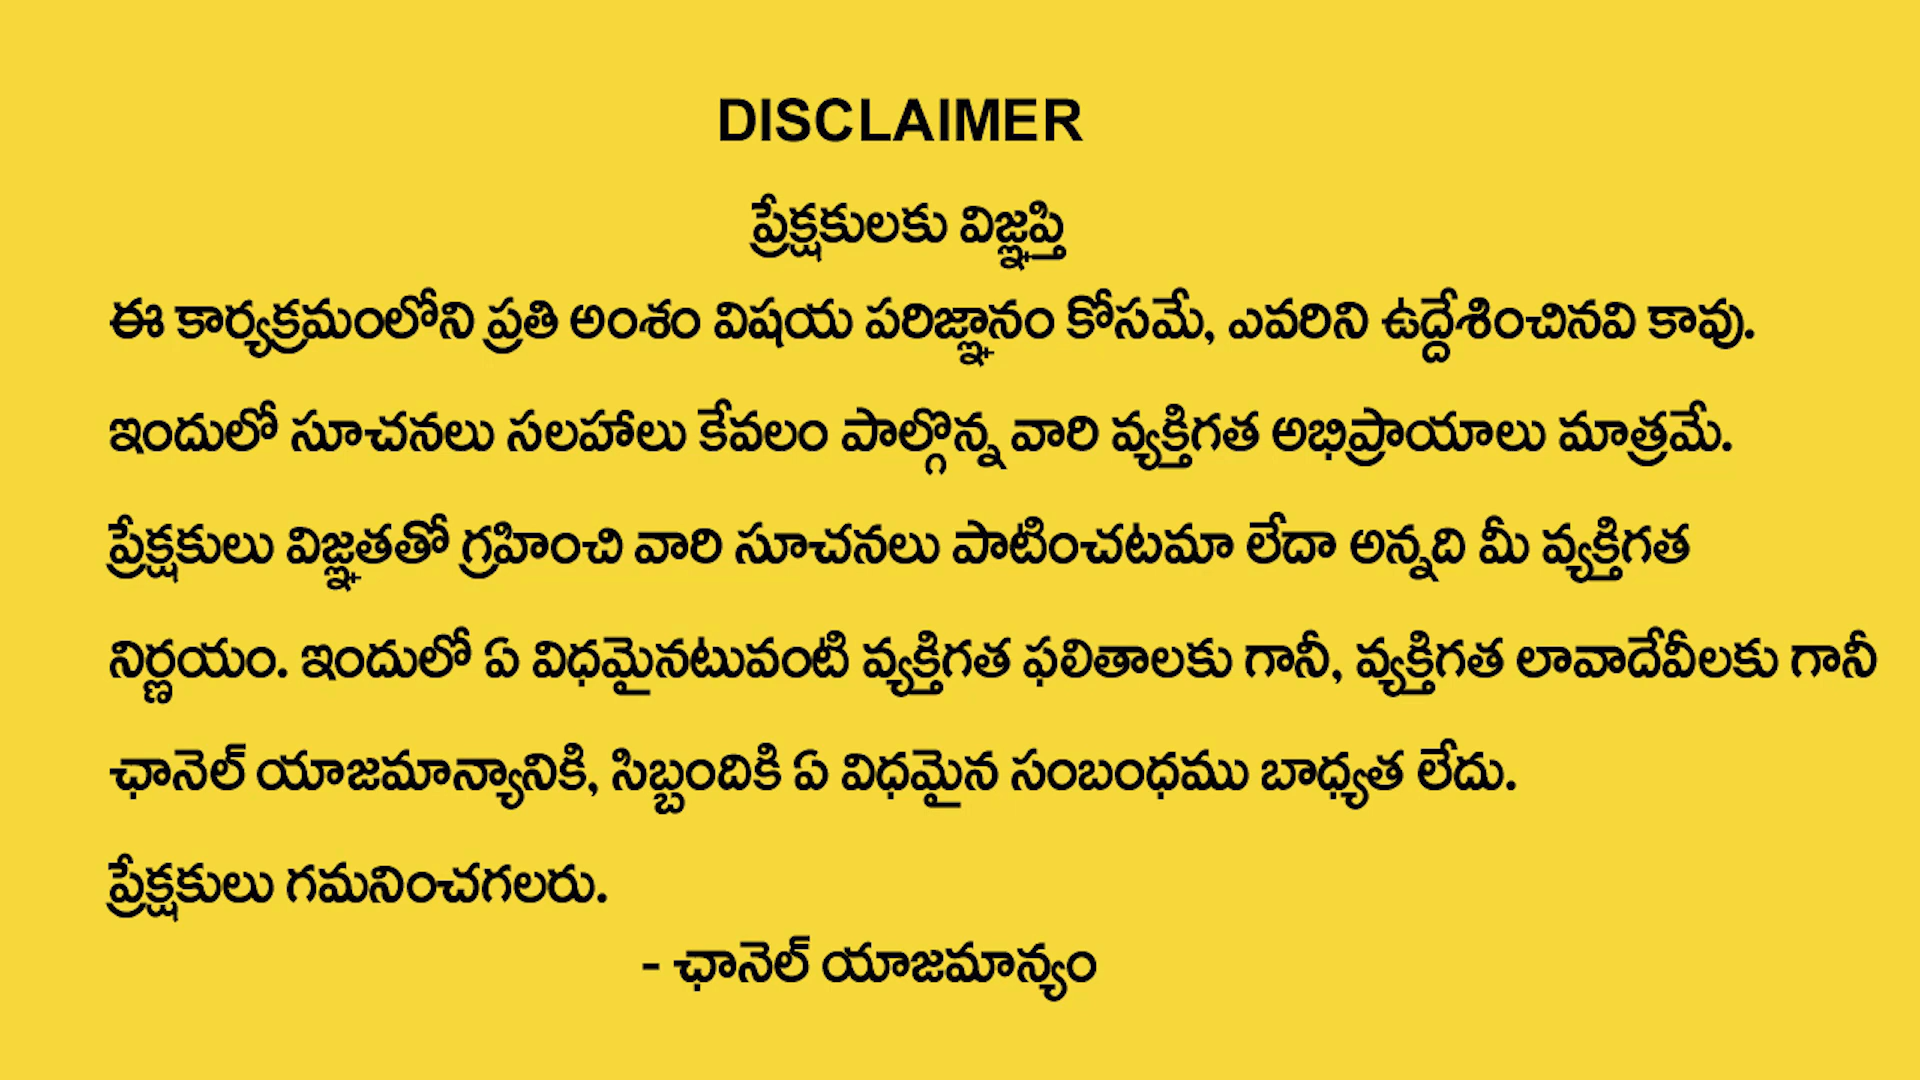 DISCLAIMER
ప్రేక్షకులకు విజ్ఞప్తి
ఈ కార్యక్రమంలోని ప్రతి అంశం విషయ పరిజ్ఞానం కోసమే, ఎవరిని ఉద్దేశించినవి కావు.
ఇందులో సూచనలు సలహాలు కేవలం పాల్గొన్న వారి వ్యక్తిగత అభిప్రాయాలు మాత్రమే.
ప్రేక్షకులు విజ్ఞతతో గ్రహించి వారి సూచనలు పాటించటమా లేదా అన్నది మీ వ్యక్తిగత
నిర్ణయం. ఇందులో ఏ విధమైనటువంటి వ్యక్తిగత ఫలితాలకు గానీ, వ్యక్తిగత లావాదేవీలకు గానీ
ఛానెల్ యాజమాన్యానికి, సిబ్బందికి ఏ విధమైన సంబంధము బాధ్యత లేదు.
ప్రేక్షకులు గమనించగలరు.
- ఛానెల్ యాజమాన్యం